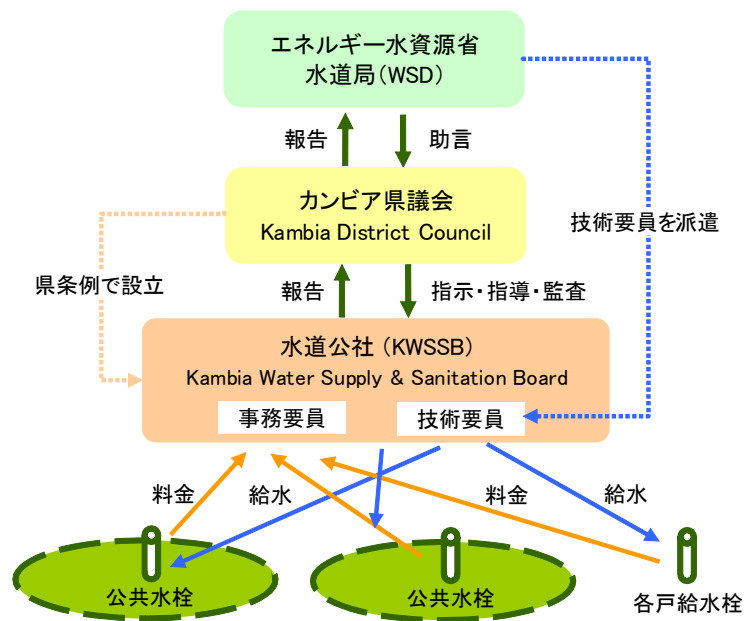 エネルギー水資源省
水道局(WSD)
報告
助言
カンビア県議会
Kambia District Council
技術要員を派遣
県条例で設立
報告
指示・指導・監査
水道公社 (KWSSB)
Kambia Water Supply & Sanitation Board
事務要員
技術要員
料金
給水
料金
給水
公共水栓
公共水栓
各戸給水栓